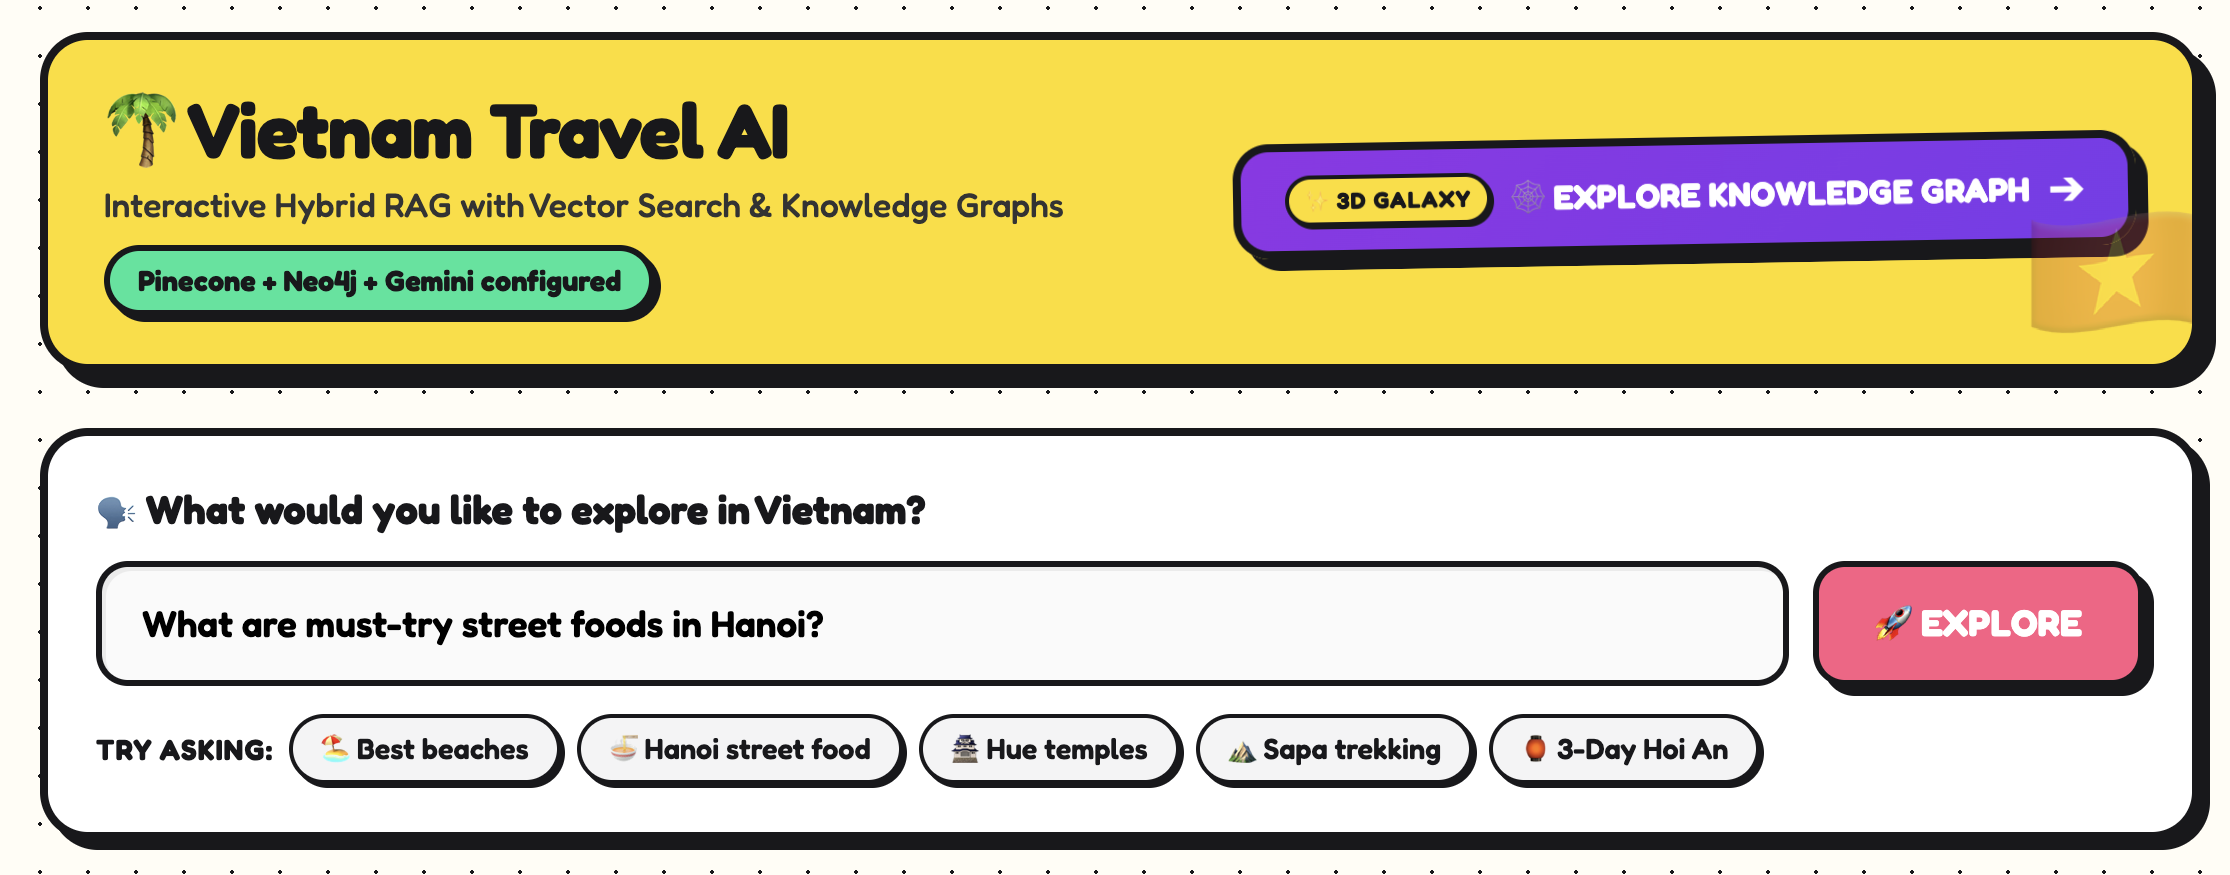 Vietnam Travel AI
Interactive Hybrid RAG with Vector Search & Knowledge Graphs
Pinecone + Neo4j + Gemini configured
3D GALAXY EXPLORE KNOWLEDGE GRAPH →
What would you like to explore in Vietnam?
What are must-try street foods in Hanoi?
EXPLORE
TRY ASKING: Best beaches Hanoi street food Hue temples Sapa trekking 3-Day Hoi An